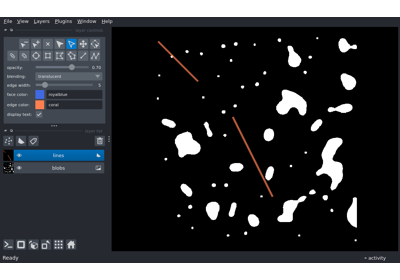 File View Layers Plugins Window Help
opacity: 0.70
blending: translucent
edge width: 5
face color: royalblue
edge color: coral
display text: ✓
lines
blobs
Ready activity